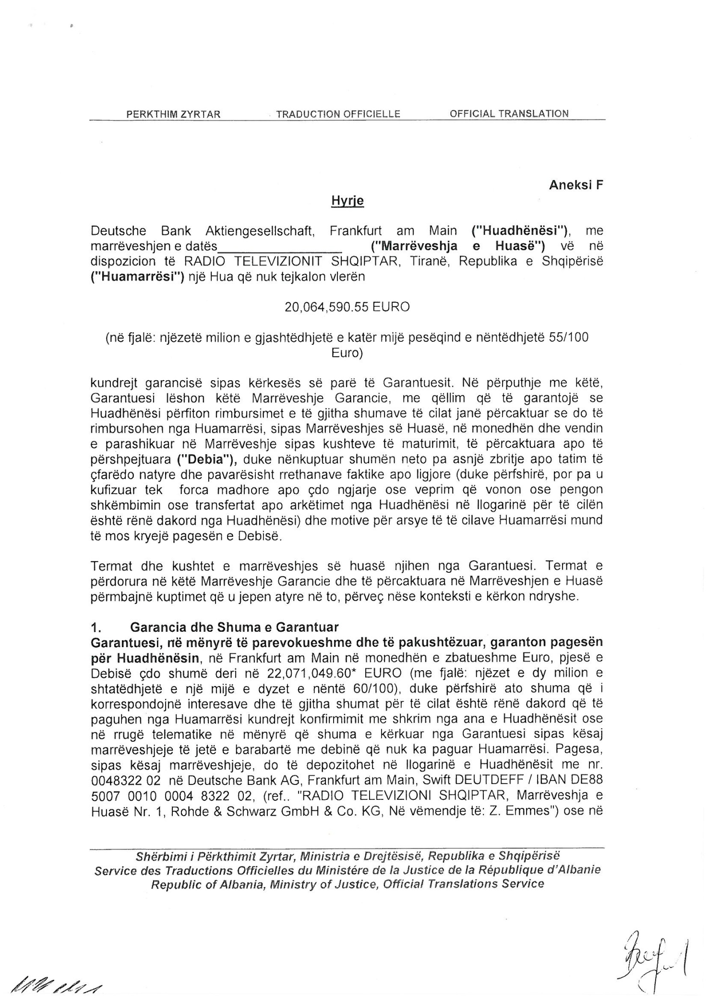 PERKTHIM ZYRTAR TRADUCTION OFFICIELLE OFFICIAL TRANSLATION
Aneksi F
Hyrje
Deutsche Bank Aktiengesellschaft, Frankfurt am Main ("Huadhënësi"), me
marrëveshjen e datës__________________ ("Marrëveshja e Huasë") vë në
dispozicion të RADIO TELEVIZIONIT SHQIPTAR, Tiranë, Republika e Shqipërisë
("Huamarrësi") një Hua që nuk tejkalon vlerën
20,064,590.55 EURO
(në fjalë: njëzetë milion e gjashtëdhjetë e katër mijë pesëqind e nëntëdhjetë 55/100
Euro)
kundrejt garancisë sipas kërkesës së parë të Garantuesit. Në përputhje me këtë,
Garantuesi lëshon këtë Marrëveshje Garancie, me qëllim që të garantojë se
Huadhënësi përfiton rimbursimet e të gjitha shumave të cilat janë përcaktuar se do të
rimbursohen nga Huamarrësi, sipas Marrëveshjes së Huasë, në monedhën dhe vendin
e parashikuar në Marrëveshje sipas kushteve të maturimit, të përcaktuara apo të
përshpejtuara ("Debia"), duke nënkuptuar shumën neto pa asnjë zbritje apo tatim të
çfarëdo natyre dhe pavarësisht rrethanave faktike apo ligjore (duke përfshirë, por pa u
kufizuar tek forca madhore apo çdo ngjarje ose veprim që vonon ose pengon
shkëmbimin ose transfertat apo arkëtimet nga Huadhënësi në llogarinë për të cilën
është rënë dakord nga Huadhënësi) dhe motive për arsye të të cilave Huamarrësi mund
të mos kryejë pagesën e Debisë.
Termat dhe kushtet e marrëveshjes së huasë njihen nga Garantuesi. Termat e
përdorura në këtë Marrëveshje Garancie dhe të përcaktuara në Marrëveshjen e Huasë
përmbajnë kuptimet që u jepen atyre në to, përveç nëse konteksti e kërkon ndryshe.
1. Garancia dhe Shuma e Garantuar
Garantuesi, në mënyrë të parevokueshme dhe të pakushtëzuar, garanton pagesën
për Huadhënësin, në Frankfurt am Main në monedhën e zbatueshme Euro, pjesë e
Debisë çdo shumë deri në 22,071,049.60* EURO (me fjalë: njëzet e dy milion e
shtatëdhjetë e një mijë e dyzet e nëntë 60/100), duke përfshirë ato shuma që i
korrespondojnë interesave dhe të gjitha shumat për të cilat është rënë dakord që të
paguhen nga Huamarrësi kundrejt konfirmimit me shkrim nga ana e Huadhënësit ose
në rrugë telematike në mënyrë që shuma e kërkuar nga Garantuesi sipas kësaj
marrëveshjeje të jetë e barabartë me debinë që nuk ka paguar Huamarrësi. Pagesa,
sipas kësaj marrëveshjeje, do të depozitohet në llogarinë e Huadhënësit me nr.
0048322 02 në Deutsche Bank AG, Frankfurt am Main, Swift DEUTDEFF / IBAN DE88
5007 0010 0004 8322 02, (ref.. "RADIO TELEVIZIONI SHQIPTAR, Marrëveshja e
Huasë Nr. 1, Rohde & Schwarz GmbH & Co. KG, Në vëmendje të: Z. Emmes") ose në
Shërbimi i Përkthimit Zyrtar, Ministria e Drejtësisë, Republika e Shqipërisë
Service des Traductions Officielles du Ministére de la Justice de la République d'Albanie
Republic of Albania, Ministry of Justice, Official Translations Service